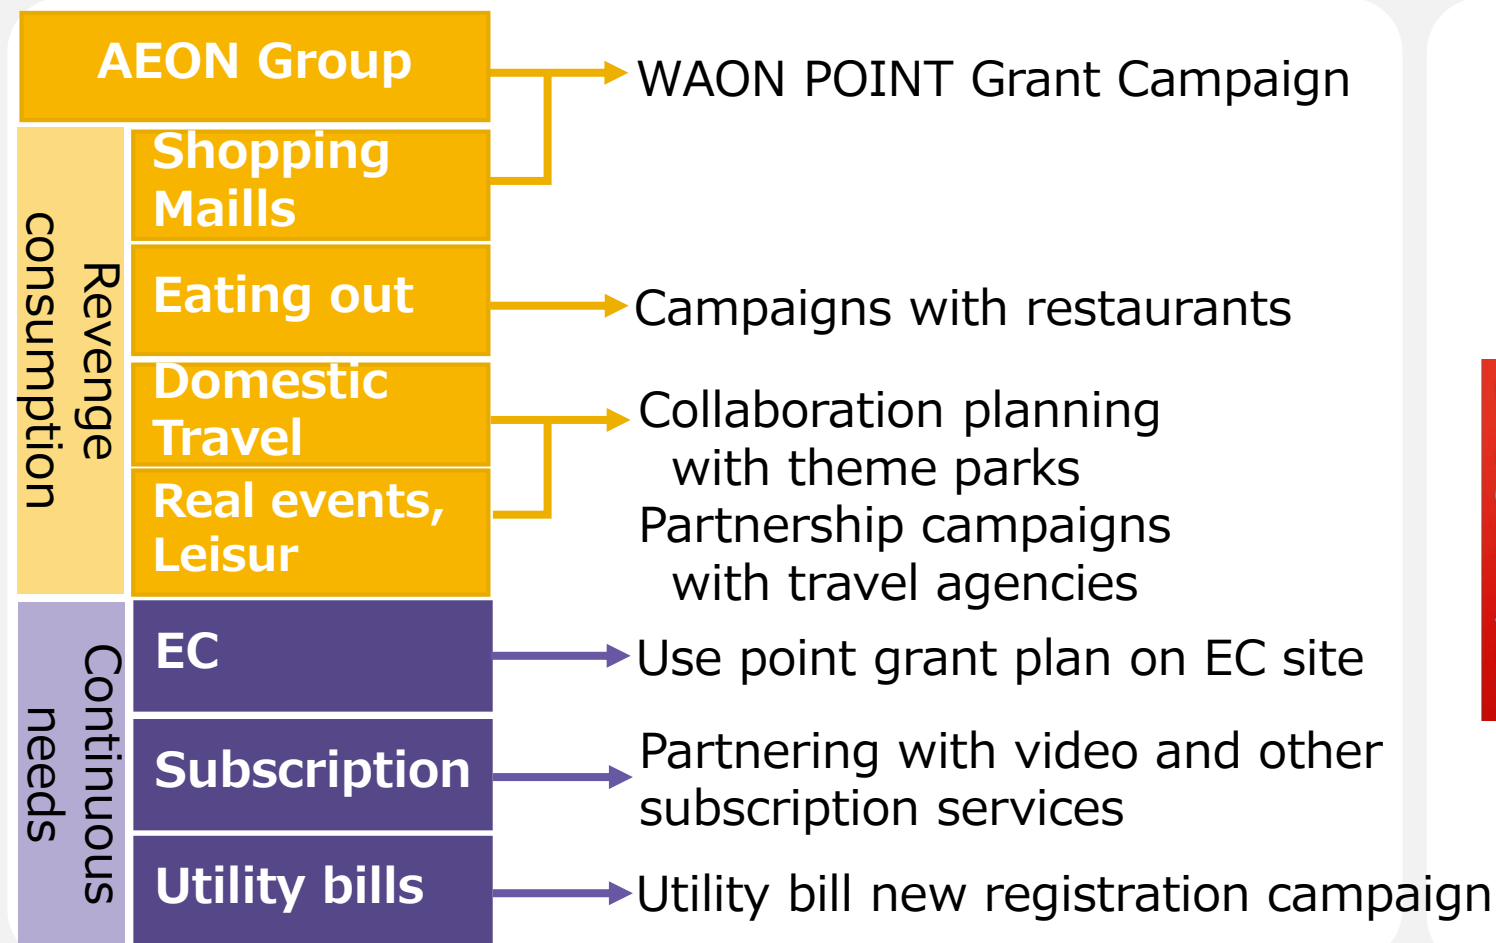 AEON Group
WAON POINT Grant Campaign
Revenge
consumption
Shopping
Maills
Eating out
Campaigns with restaurants
Domestic
Travel
Real events,
Leisur
Collaboration planning
with theme parks
Partnership campaigns
with travel agencies
Continuous
needs
EC
Use point grant plan on EC site
Subscription
Partnering with video and other
subscription services
Utility bills
Utility bill new registration campaign